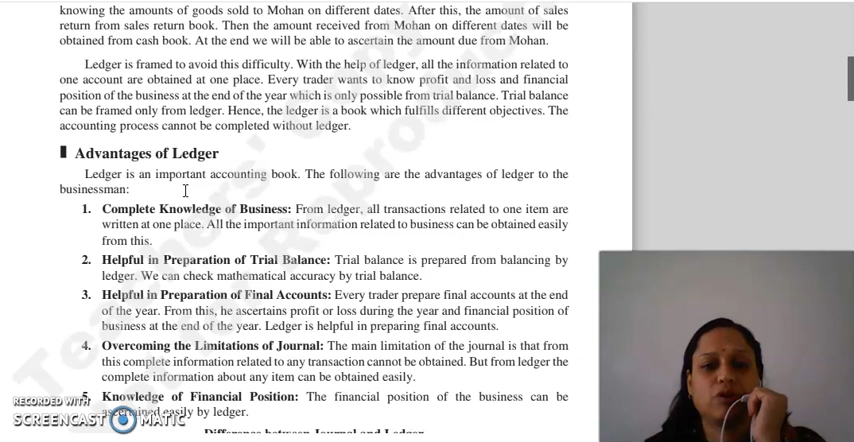 knowing the amounts of goods sold to Mohan on different dates. After this, the amount of sales
return from sales return book. Then the amount received from Mohan on different dates will be
obtained from cash book. At the end we will be able to ascertain the amount due from Mohan.
Ledger is framed to avoid this difficulty. With the help of ledger, all the information related to
one account are obtained at one place. Every trader wants to know profit and loss and financial
position of the business at the end of the year which is only possible from trial balance. Trial balance
can be framed only from ledger. Hence, the ledger is a book which fulfills different objectives. The
accounting process cannot be completed without ledger.
Advantages of Ledger
Ledger is an important accounting book. The following are the advantages of ledger to the
businessman:
1. Complete Knowledge of Business: From ledger, all transactions related to one item are
written at one place. All the important information related to business can be obtained easily
from this.
2. Helpful in Preparation of Trial Balance: Trial balance is prepared from balancing by
ledger. We can check mathematical accuracy by trial balance.
3. Helpful in Preparation of Final Accounts: Every trader prepare final accounts at the end
of the year. From this, he ascertains profit or loss during the year and financial position of
business at the end of the year. Ledger is helpful in preparing final accounts.
4. Overcoming the Limitations of Journal: The main limitation of the journal is that from
this complete information related to any transaction cannot be obtained. But from ledger the
complete information about any item can be obtained easily.
5. Knowledge of Financial Position: The financial position of the business can be
ascertained easily by ledger.
Difference between Journal and Ledger
RECORDED WITH
SCREENCAST MATIC